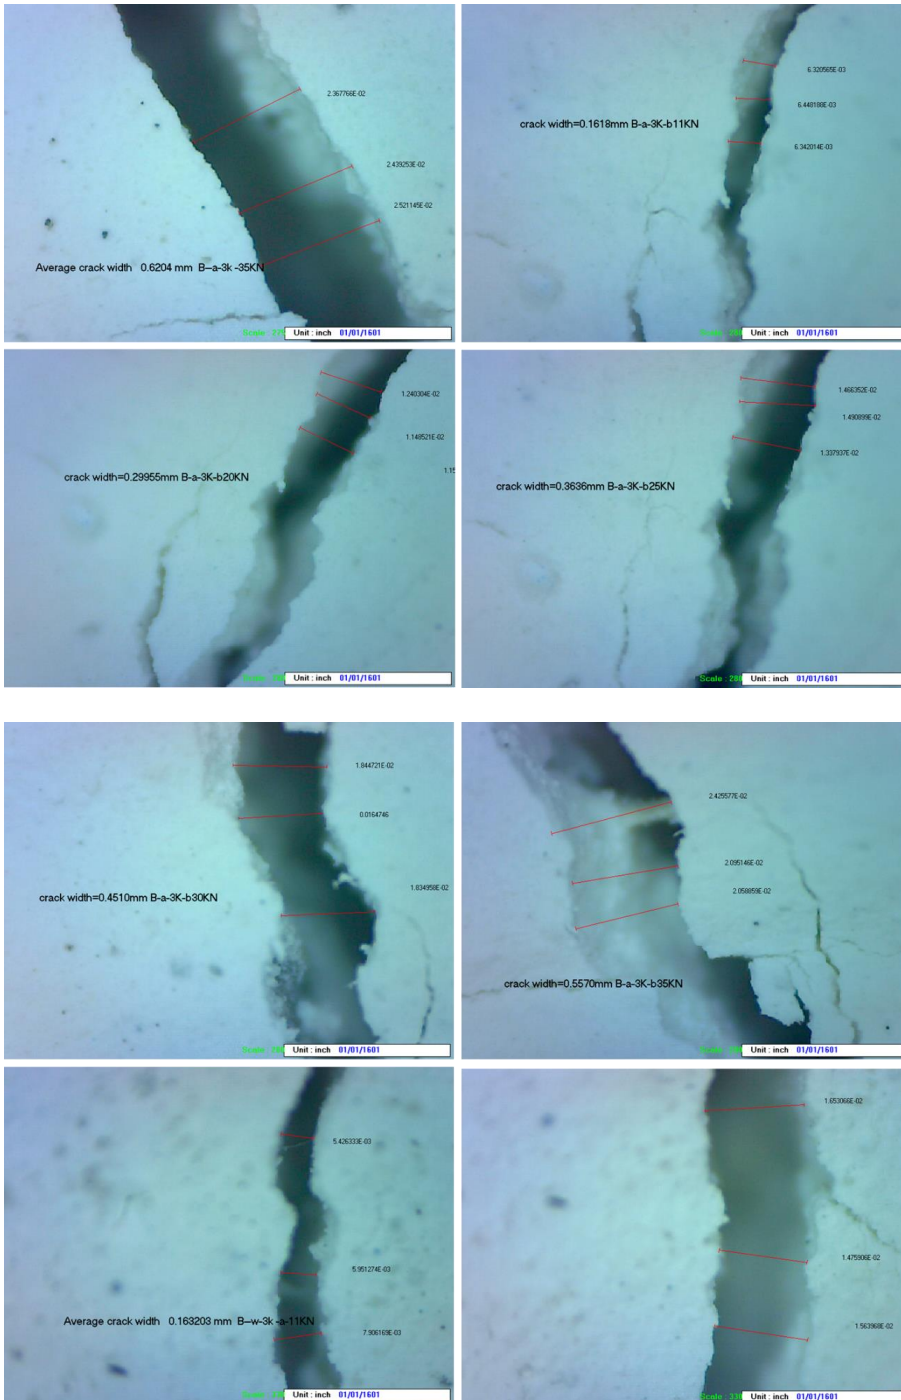 2.367766E-02
2.439253E-02
2.521145E-02
Average crack width 0.6204 mm B--a-3k -35KN
Unit : inch 01/01/1601
6.320565E-03
6.448188E-03
crack width=0.1618mm B-a-3K-b11KN
6.342014E-03
Unit : inch 01/01/1601
1.240304E-02
1.148521E-02
1.15
crack width=0.29955mm B-a-3K-b20KN
Unit : inch 01/01/1601
1.466352E-02
1.490899E-02
1.337937E-02
crack width=0.3636mm B-a-3K-b25KN
Scale : 280 Unit : inch 01/01/1601
1.844721E-02
0.0164746
1.834958E-02
crack width=0.4510mm B-a-3K-b30KN
Unit : inch 01/01/1601
2.425577E-02
2.095146E-02
2.058859E-02
crack width=0.5570mm B-a-3K-b35KN
Unit : inch 01/01/1601
5.426333E-03
5.951274E-03
Average crack width 0.163203 mm B--w-3k -a-11KN
7.906169E-03
Unit : inch 01/01/1601
1.653066E-02
1.475906E-02
1.563968E-02
Scale : 330 Unit : inch 01/01/1601